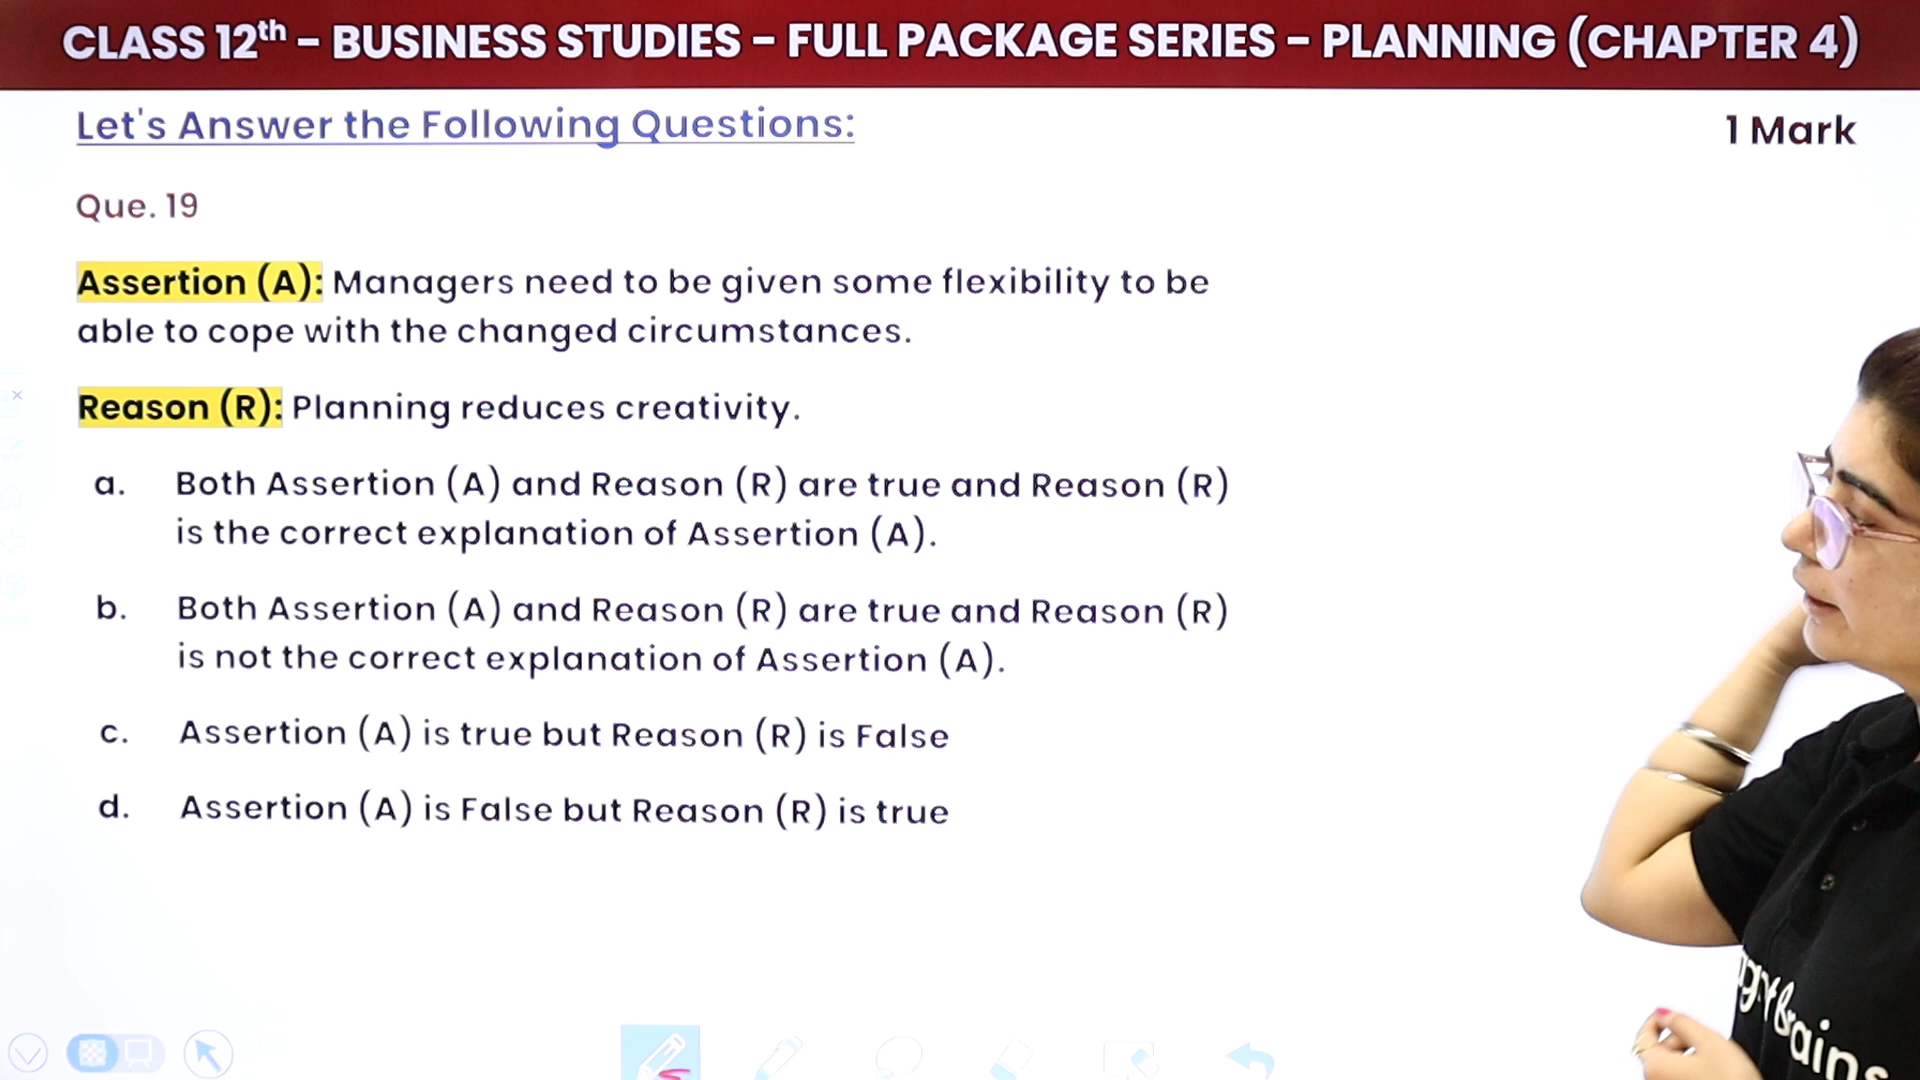 CLASS 12th – BUSINESS STUDIES – FULL PACKAGE SERIES – PLANNING (CHAPTER 4)
Let's Answer the Following Questions:
1 Mark
Que. 19
Assertion (A): Managers need to be given some flexibility to be
able to cope with the changed circumstances.
Reason (R): Planning reduces creativity.
a. Both Assertion (A) and Reason (R) are true and Reason (R)
is the correct explanation of Assertion (A).
b. Both Assertion (A) and Reason (R) are true and Reason (R)
is not the correct explanation of Assertion (A).
c. Assertion (A) is true but Reason (R) is False
d. Assertion (A) is False but Reason (R) is true